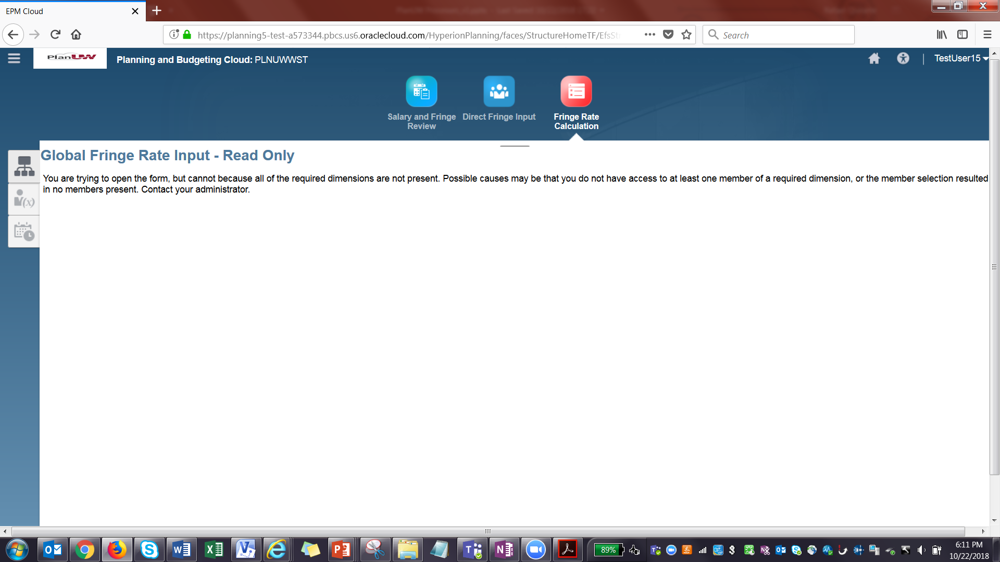 EPM Cloud
https://planning5-test-a573344.pbcs.us6.oraclecloud.com/HyperionPlanning/faces/StructureHomeTF/EfsSt
Search
PlanUW
Planning and Budgeting Cloud: PLNUWWST
TestUser15
Salary and Fringe
Review
Direct Fringe Input
Fringe Rate
Calculation
Global Fringe Rate Input - Read Only
You are trying to open the form, but cannot because all of the required dimensions are not present. Possible causes may be that you do not have access to at least one member of a required dimension, or the member selection resulted
in no members present. Contact your administrator.
(x)
89%
6:11 PM
10/22/2018